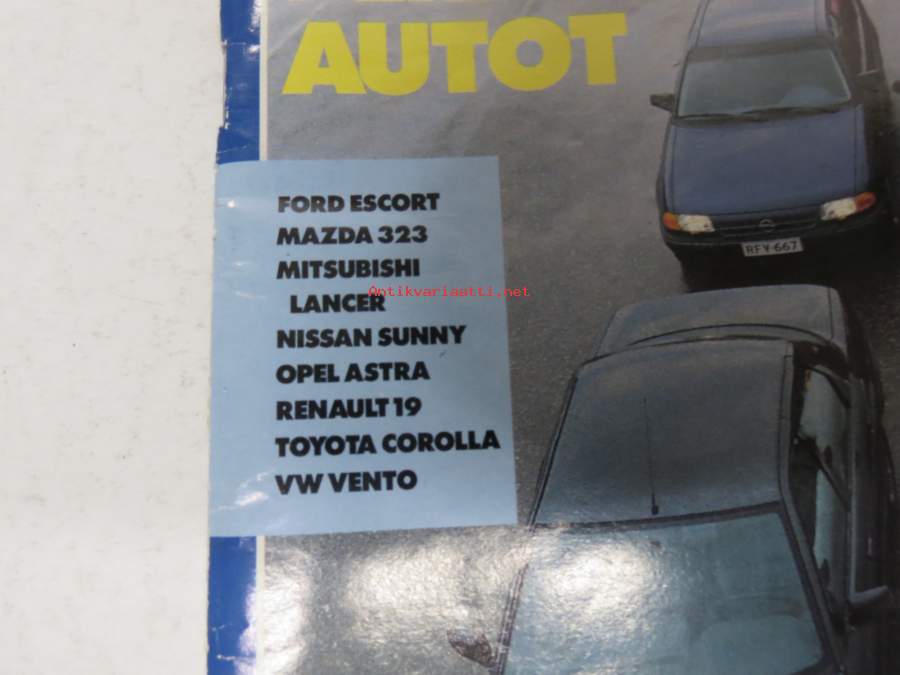 AUTOT
FORD ESCORT
MAZDA 323
MITSUBISHI
LANCER
NISSAN SUNNY
OPEL ASTRA
RENAULT 19
TOYOTA COROLLA
VW VENTO
RFY-667
Antikvariaatti.net